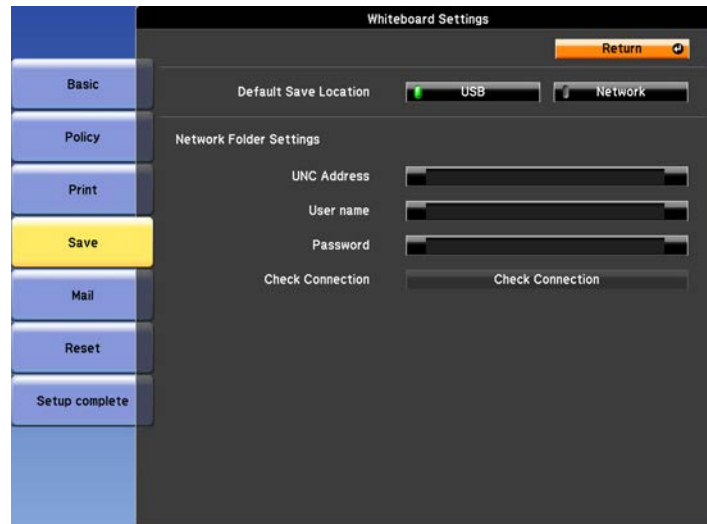 Whiteboard Settings
Return
Basic
Policy
Print
Save
Mail
Reset
Setup complete
Default Save Location USB Network
Network Folder Settings
UNC Address
User name
Password
Check Connection Check Connection